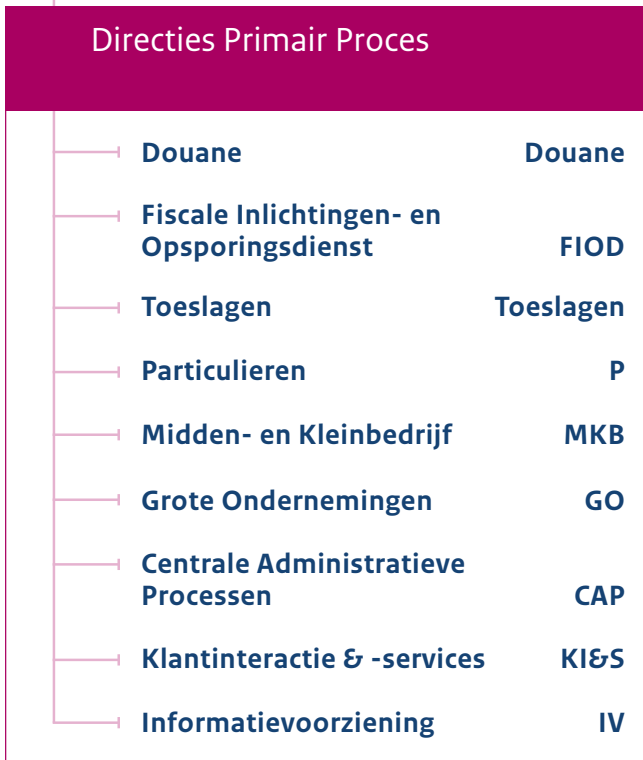 Directies Primair Proces
Douane Douane
Fiscale Inlichtingen- en
Opsporingsdienst FIOD
Toeslagen Toeslagen
Particulieren P
Midden- en Kleinbedrijf MKB
Grote Ondernemingen GO
Centrale Administratieve
Processen CAP
Klantinteractie & -services KI&S
Informatievoorziening IV